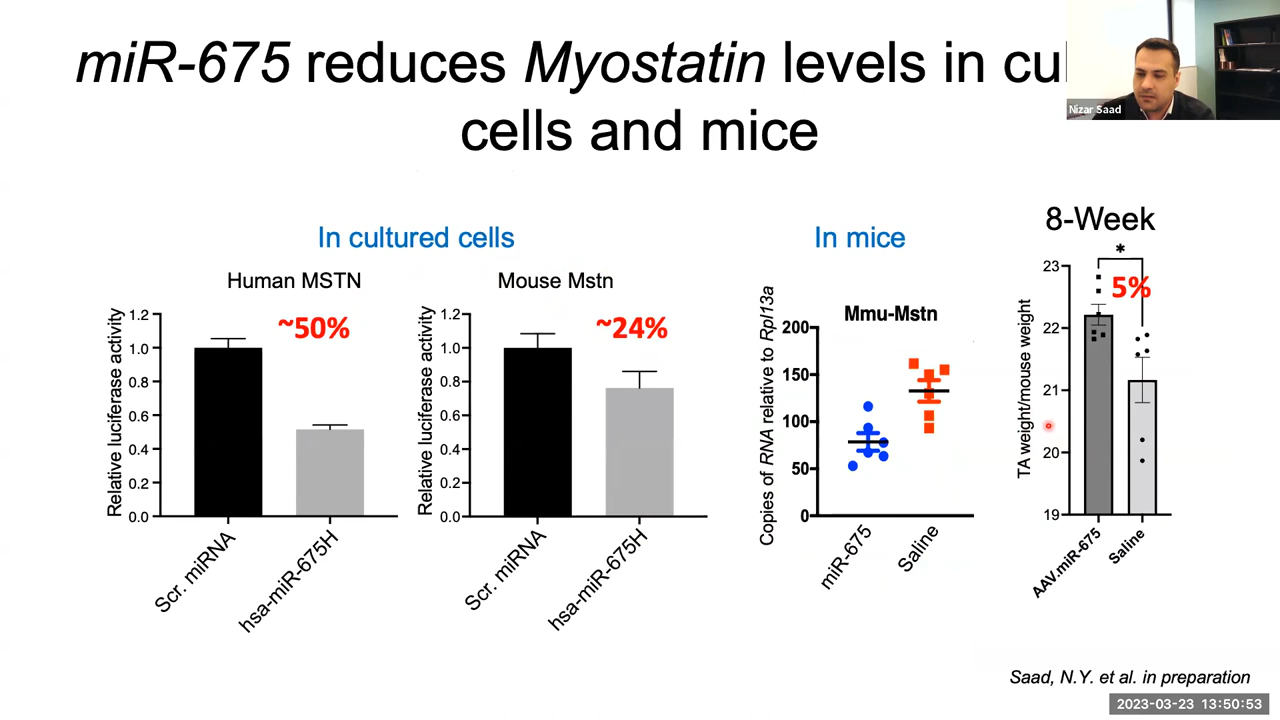 miR-675 reduces Myostatin levels in cul
cells and mice
Nizar Saad
In cultured cells
Human MSTN
Relative luciferase activity
1.2
1.0
0.8
0.6
0.4
0.2
0.0
~50%
Scr. miRNA
hsa-miR-675H
Mouse Mstn
Relative luciferase activity
1.2
1.0
0.8
0.6
0.4
0.2
0.0
~24%
Scr. miRNA
hsa-miR-675H
In mice
Mmu-Mstn
Copies of RNA relative to Rpl13a
200
150
100
50
0
miR-675
Saline
8-Week
*
5%
TA weight/mouse weight
23
22
21
20
19
AAV.miR-675
Saline
Saad, N.Y. et al. in preparation
2023-03-23 13:50:53